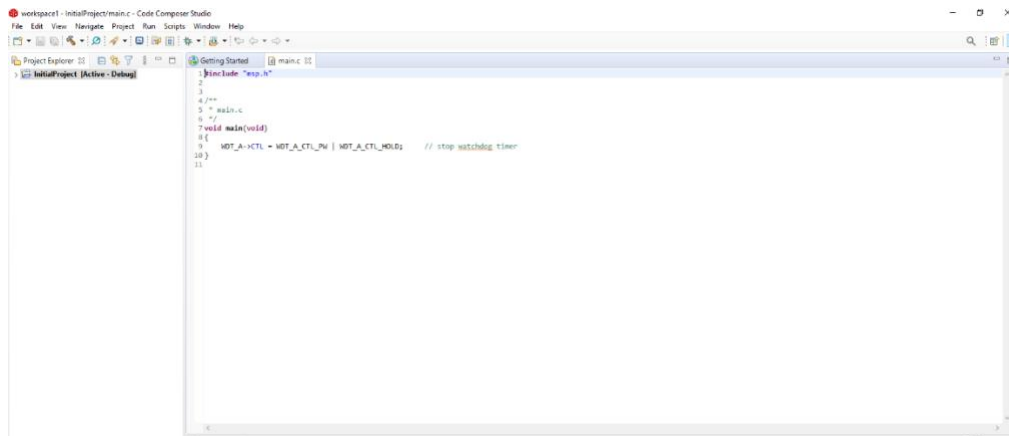 workspace1 - InitialProject/main.c - Code Composer Studio
File Edit View Navigate Project Run Scripts Window Help
Project Explorer
Getting Started
main.c
InitialProject [Active - Debug]
1 #include "msp.h"
2
3
4 /**
5 * main.c
6 */
7 void main(void)
8 {
9 WDT_A->CTL = WDT_A_CTL_PW | WDT_A_CTL_HOLD; // stop watchdog timer
10 }
11